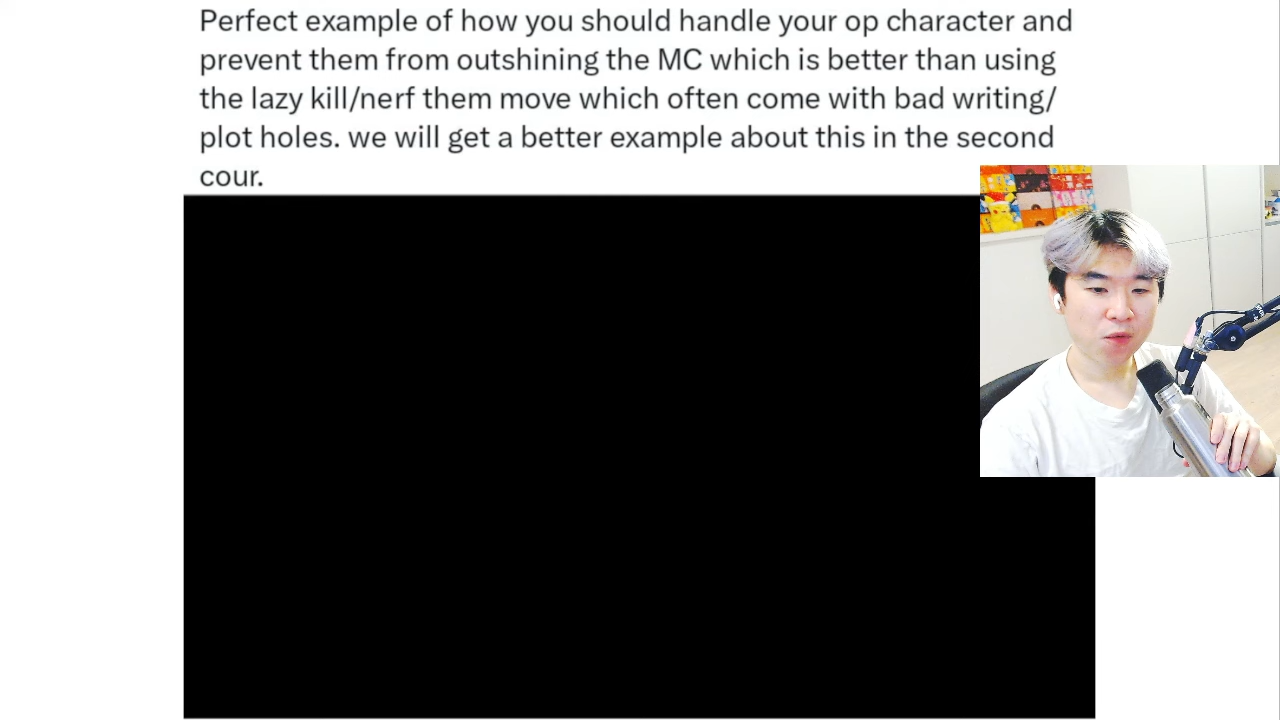 Perfect example of how you should handle your op character and
prevent them from outshining the MC which is better than using
the lazy kill/nerf them move which often come with bad writing/
plot holes. we will get a better example about this in the second
cour.